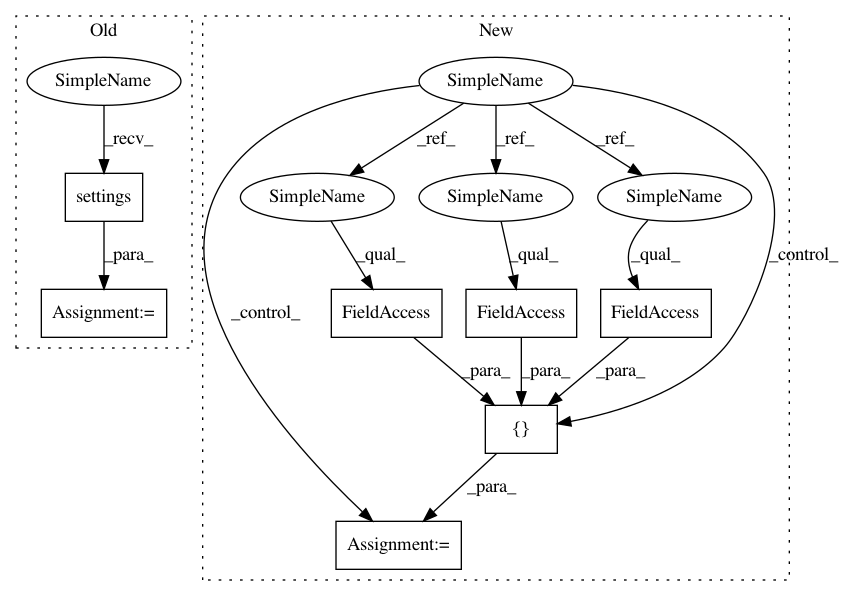 Old
New
SimpleName
SimpleName
_recv_
_ref_
_ref_
_ref_
settings
SimpleName
SimpleName
SimpleName
_para_
_qual_
_qual_
_qual_
_control_
Assignment:=
FieldAccess
FieldAccess
FieldAccess
_control_
_para_
_para_
_para_
{}
_para_
Assignment:=